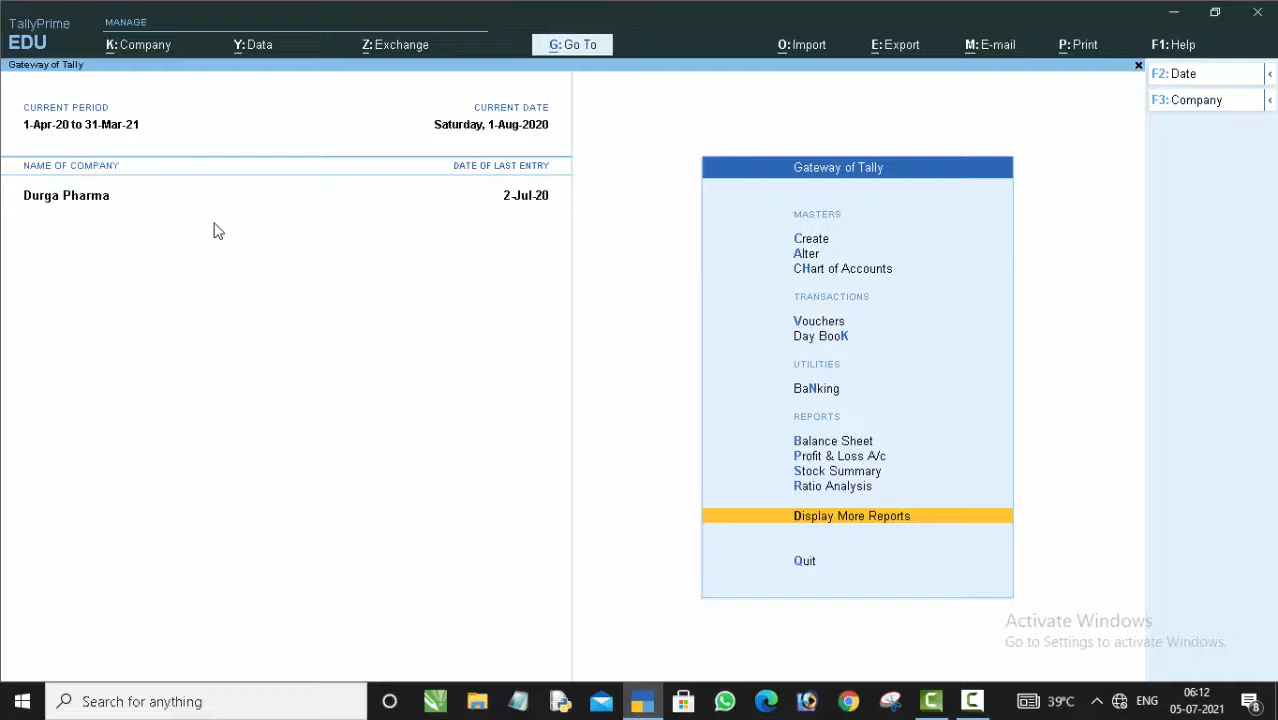 TallyPrime
EDU
MANAGE
K: Company
Y: Data
Z: Exchange
G: Go To
O: Import
E: Export
M: E-mail
P: Print
F1: Help
Gateway of Tally
F2: Date
F3: Company
CURRENT PERIOD
CURRENT DATE
1-Apr-20 to 31-Mar-21
Saturday, 1-Aug-2020
NAME OF COMPANY
DATE OF LAST ENTRY
Durga Pharma
2-Jul-20
Gateway of Tally
MASTERS
Create
Alter
CHart of Accounts
TRANSACTIONS
Vouchers
Day BooK
UTILITIES
BaNking
REPORTS
Balance Sheet
Profit & Loss A/c
Stock Summary
Ratio Analysis
Display More Reports
Quit
Activate Windows
Go to Settings to activate Windows.
Search for anything
39°C
ENG
06:12
05-07-2021
8